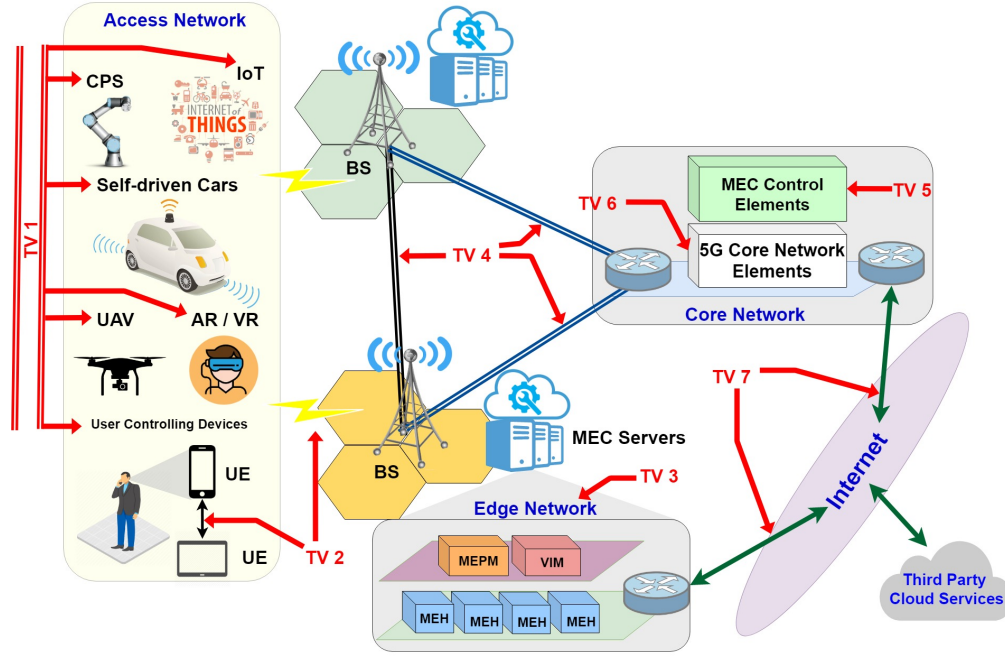 Access Network
IoT
CPS
INTERNET of
THINGS
Self-driven Cars
TV 1
UAV
AR / VR
User Controlling Devices
UE
UE
TV 2
BS
BS
TV 4
MEC Servers
TV 3
Edge Network
MEPM
VIM
MEH
MEH
MEH
MEH
MEC Control
Elements
TV 5
TV 6
5G Core Network
Elements
Core Network
TV 7
Internet
Third Party
Cloud Services